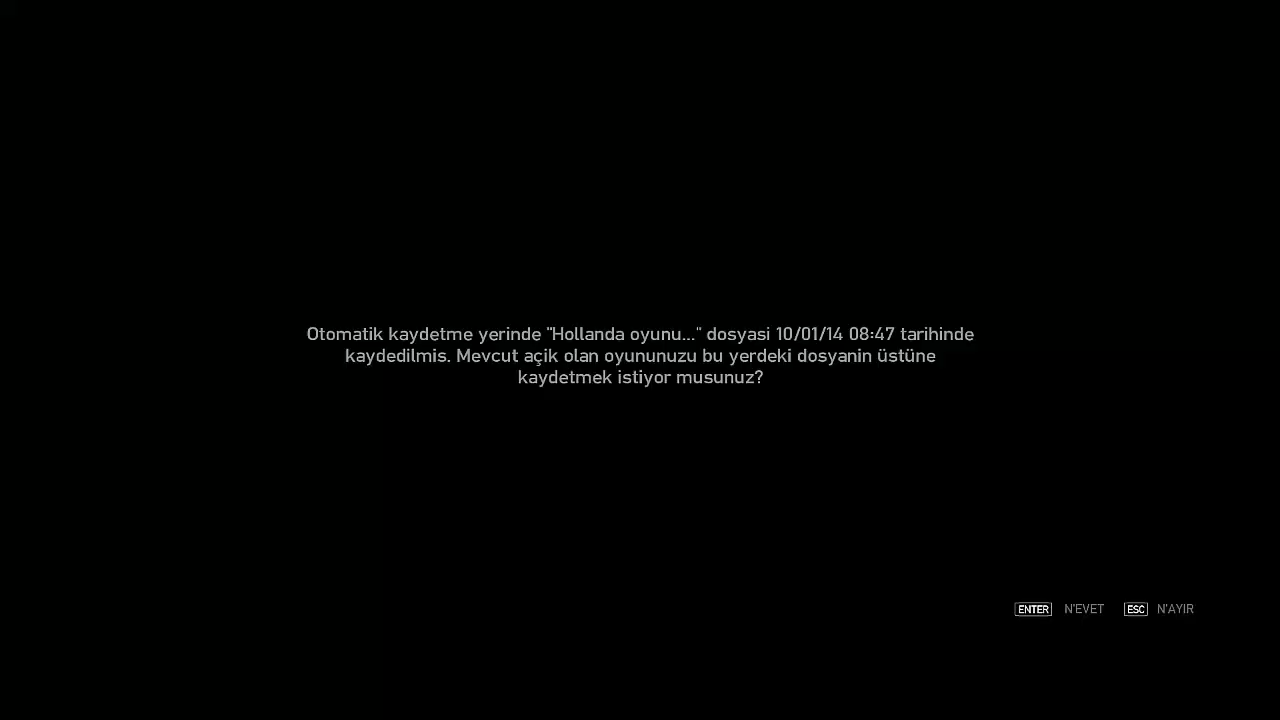 Otomatik kaydetme yerinde "Hollanda oyunu..." dosyasi 10/01/14 08:47 tarihinde
kaydedilmis. Mevcut açik olan oyununuzu bu yerdeki dosyanin üstüne
kaydetmek istiyor musunuz?
ENTER N'EVET ESC N'AYIR